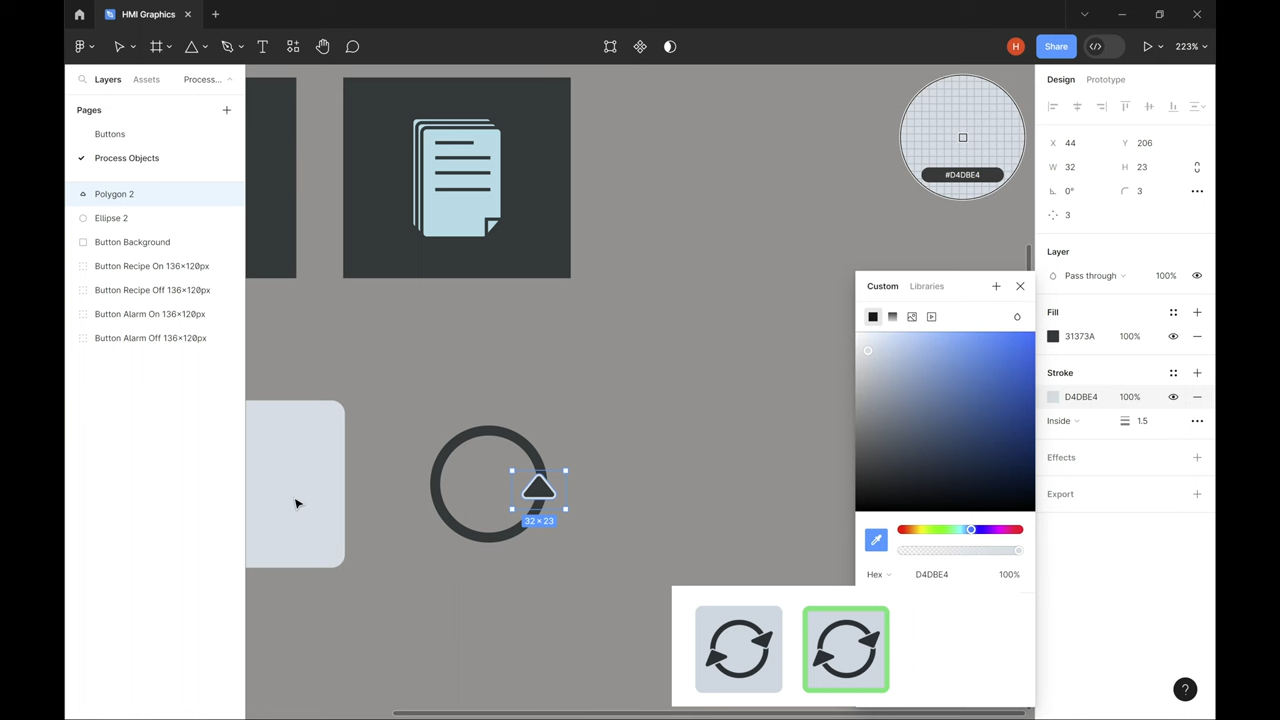 HMI Graphics
H
Share
223%
Layers
Assets
Process...
Pages
Buttons
Process Objects
Polygon 2
Ellipse 2
Button Background
Button Recipe On 136×120px
Button Recipe Off 136×120px
Button Alarm On 136×120px
Button Alarm Off 136×120px
32 × 23
#D4DBE4
Custom
Libraries
Hex
D4DBE4
100%
Design
Prototype
X 44
Y 206
W 32
H 23
0°
3
3
Layer
Pass through
100%
Fill
31373A
100%
Stroke
D4DBE4
100%
Inside
1.5
Effects
Export
?